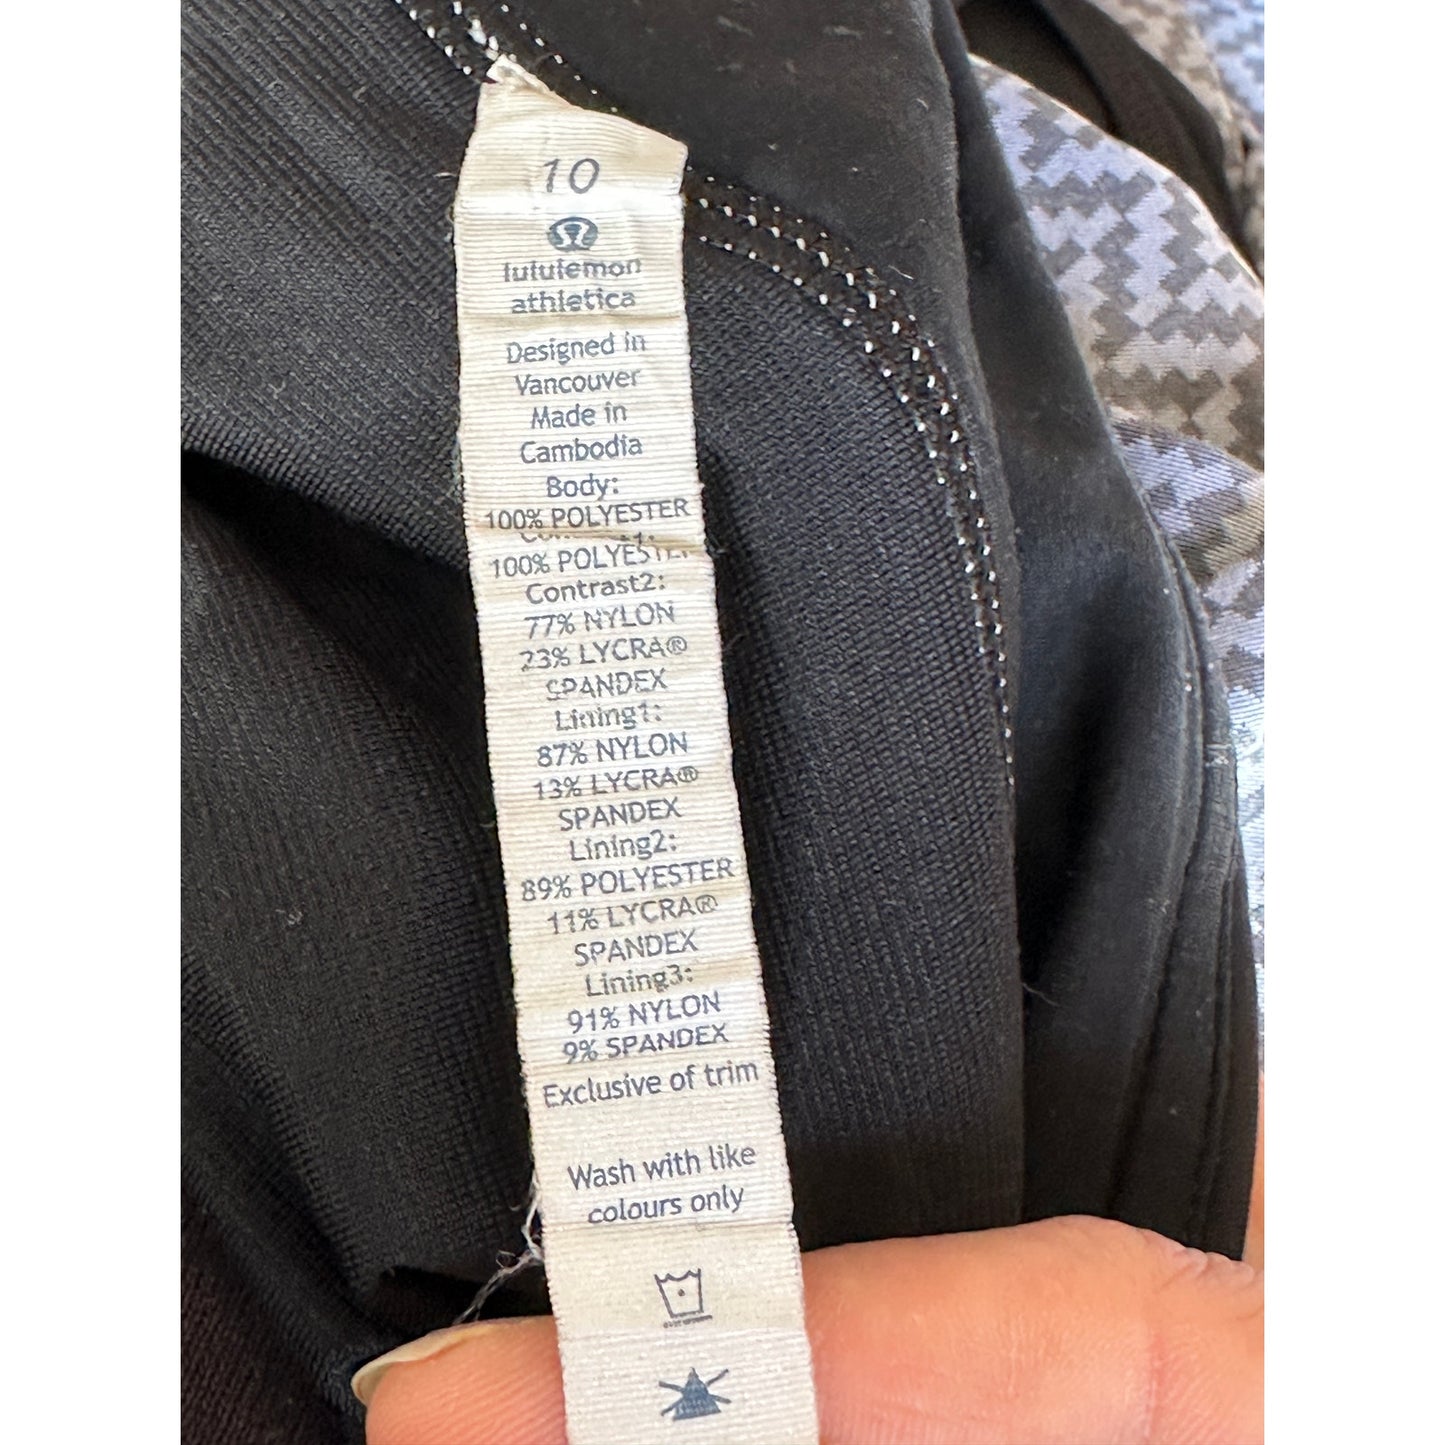 10
lululemon
athletica
Designed in
Vancouver
Made in
Cambodia
Body:
100% POLYESTER
100% POLYESTER
Contrast2:
77% NYLON
23% LYCRA®
SPANDEX
Lining1:
87% NYLON
13% LYCRA®
SPANDEX
Lining2:
89% POLYESTER
11% LYCRA®
SPANDEX
Lining3:
91% NYLON
9% SPANDEX
Exclusive of trim
Wash with like
colours only